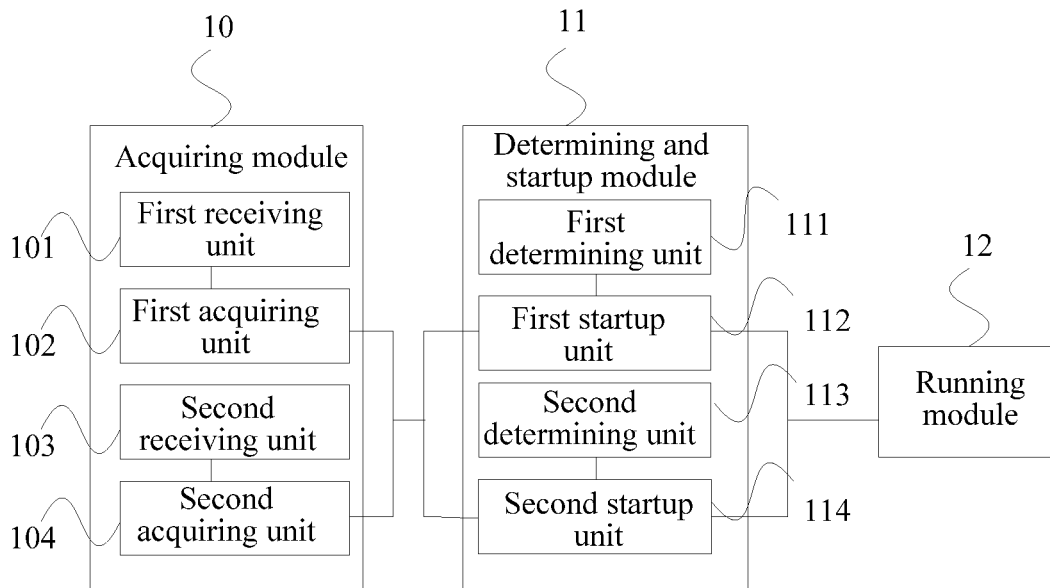 10
11
Acquiring module
Determining and
startup module
First receiving
unit
First
determining unit
101
111
12
First acquiring
unit
First startup
unit
102
112
Running
module
Second
receiving unit
Second
determining unit
103
113
Second
acquiring unit
Second startup
unit
104
114